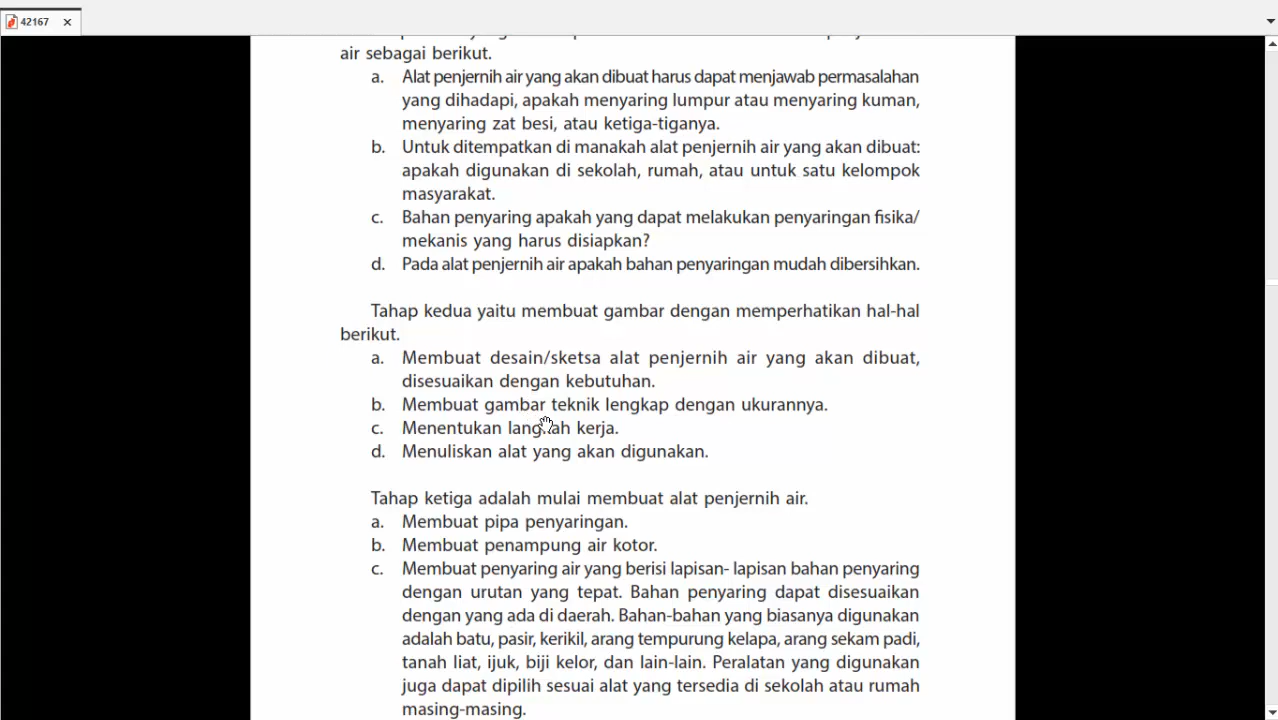 42167
air sebagai berikut.
a. Alat penjernih air yang akan dibuat harus dapat menjawab permasalahan
yang dihadapi, apakah menyaring lumpur atau menyaring kuman,
menyaring zat besi, atau ketiga-tiganya.
b. Untuk ditempatkan di manakah alat penjernih air yang akan dibuat:
apakah digunakan di sekolah, rumah, atau untuk satu kelompok
masyarakat.
c. Bahan penyaring apakah yang dapat melakukan penyaringan fisika/
mekanis yang harus disiapkan?
d. Pada alat penjernih air apakah bahan penyaringan mudah dibersihkan.
Tahap kedua yaitu membuat gambar dengan memperhatikan hal-hal
berikut.
a. Membuat desain/sketsa alat penjernih air yang akan dibuat,
disesuaikan dengan kebutuhan.
b. Membuat gambar teknik lengkap dengan ukurannya.
c. Menentukan langkah kerja.
d. Menuliskan alat yang akan digunakan.
Tahap ketiga adalah mulai membuat alat penjernih air.
a. Membuat pipa penyaringan.
b. Membuat penampung air kotor.
c. Membuat penyaring air yang berisi lapisan- lapisan bahan penyaring
dengan urutan yang tepat. Bahan penyaring dapat disesuaikan
dengan yang ada di daerah. Bahan-bahan yang biasanya digunakan
adalah batu, pasir, kerikil, arang tempurung kelapa, arang sekam padi,
tanah liat, ijuk, biji kelor, dan lain-lain. Peralatan yang digunakan
juga dapat dipilih sesuai alat yang tersedia di sekolah atau rumah
masing-masing.